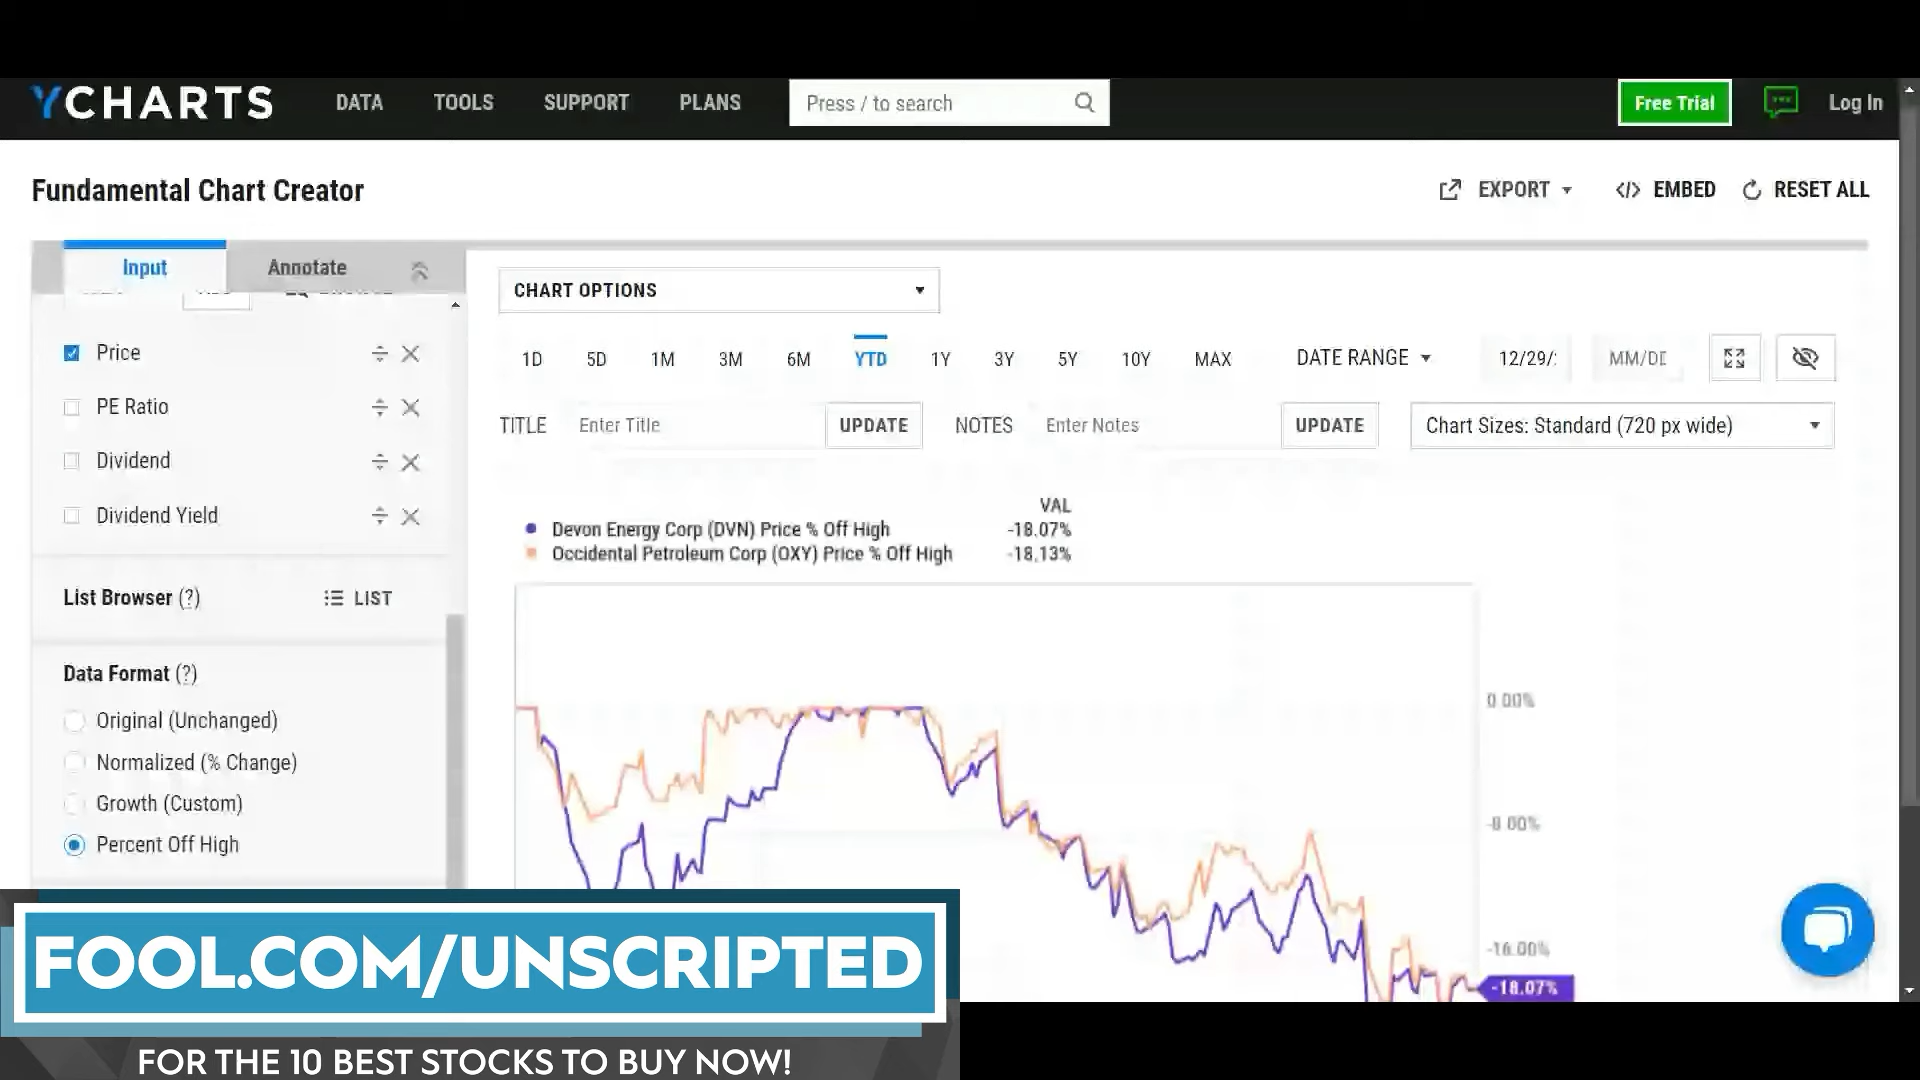 YCHARTS DATA TOOLS SUPPORT PLANS Press / to search Free Trial Log In
Fundamental Chart Creator EXPORT EMBED RESET ALL
Input Annotate
CHART OPTIONS
Price
1D 5D 1M 3M 6M YTD 1Y 3Y 5Y 10Y MAX DATE RANGE 12/29/: MM/DD
PE Ratio
TITLE Enter Title UPDATE NOTES Enter Notes UPDATE Chart Sizes: Standard (720 px wide)
Dividend
Dividend Yield
VAL
Devon Energy Corp (DVN) Price % Off High -18.07%
Occidental Petroleum Corp (OXY) Price % Off High -18.13%
List Browser (?) LIST
Data Format (?)
Original (Unchanged)
Normalized (% Change)
Growth (Custom)
Percent Off High
0.00%
-8.00%
-16.00%
-18.07%
FOOL.COM/UNSCRIPTED
FOR THE 10 BEST STOCKS TO BUY NOW!